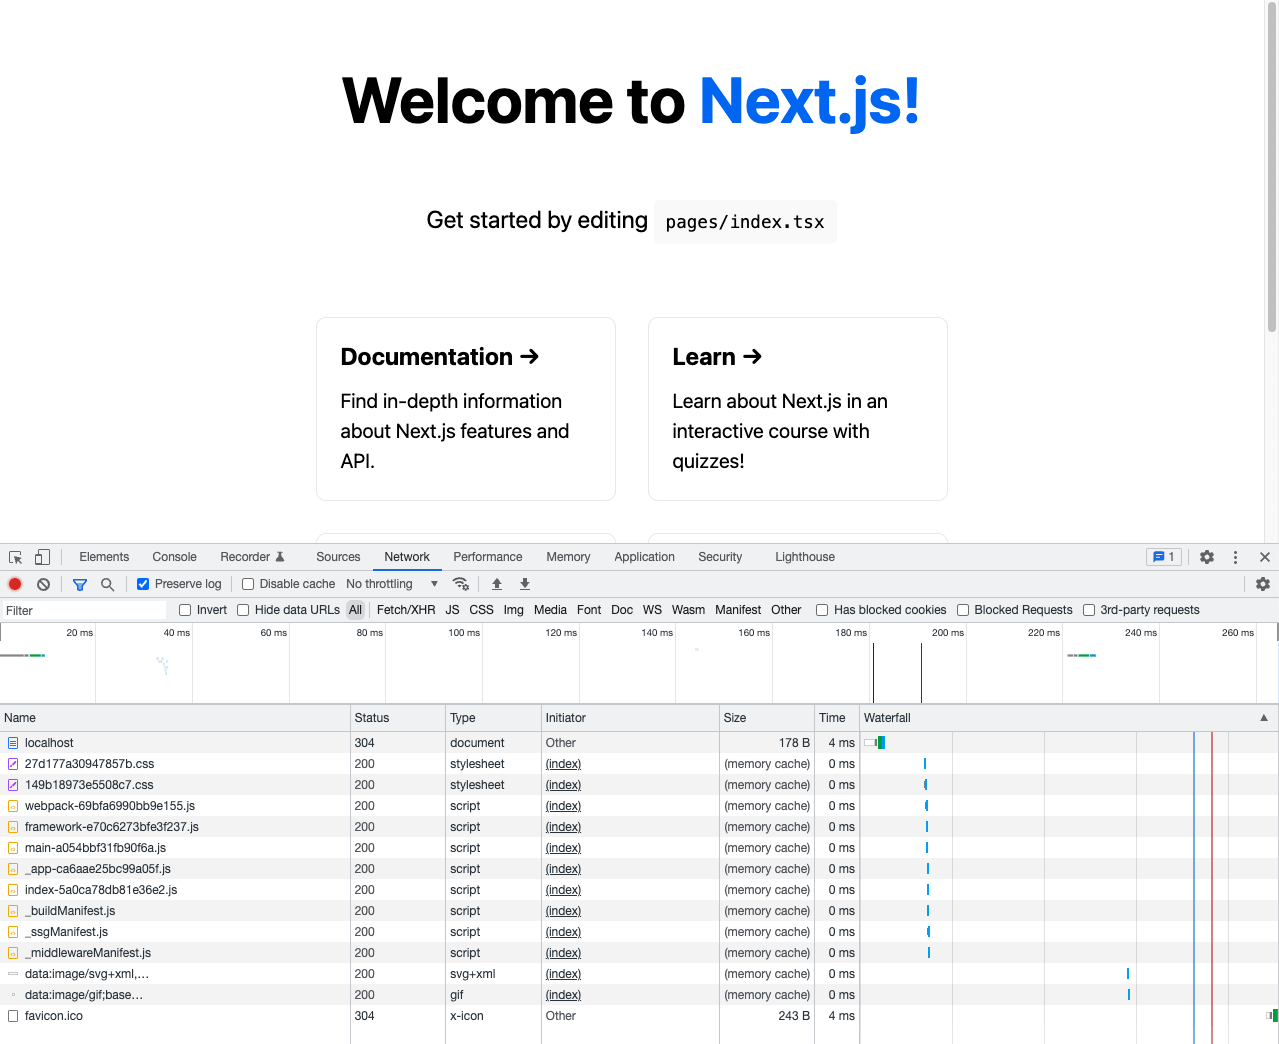 Welcome to Next.js!
Get started by editing pages/index.tsx
Documentation →
Find in-depth information
about Next.js features and
API.
Learn →
Learn about Next.js in an
interactive course with
quizzes!
Elements Console Recorder Sources Network Performance Memory Application Security Lighthouse 1
Preserve log Disable cache No throttling
Filter Invert Hide data URLs All Fetch/XHR JS CSS Img Media Font Doc WS Wasm Manifest Other Has blocked cookies Blocked Requests 3rd-party requests
20 ms 40 ms 60 ms 80 ms 100 ms 120 ms 140 ms 160 ms 180 ms 200 ms 220 ms 240 ms 260 ms
Name Status Type Initiator Size Time Waterfall
localhost 304 document Other 178 B 4 ms
27d177a30947857b.css 200 stylesheet (index) (memory cache) 0 ms
149b18973e5508c7.css 200 stylesheet (index) (memory cache) 0 ms
webpack-69bfa6990bb9e155.js 200 script (index) (memory cache) 0 ms
framework-e70c6273bfe3f237.js 200 script (index) (memory cache) 0 ms
main-a054bbf31fb90f6a.js 200 script (index) (memory cache) 0 ms
_app-ca6aae25bc99a05f.js 200 script (index) (memory cache) 0 ms
index-5a0ca78db81e36e2.js 200 script (index) (memory cache) 0 ms
_buildManifest.js 200 script (index) (memory cache) 0 ms
_ssgManifest.js 200 script (index) (memory cache) 0 ms
_middlewareManifest.js 200 script (index) (memory cache) 0 ms
data:image/svg+xml,... 200 svg+xml (index) (memory cache) 0 ms
data:image/gif;base... 200 gif (index) (memory cache) 0 ms
favicon.ico 304 x-icon Other 243 B 4 ms